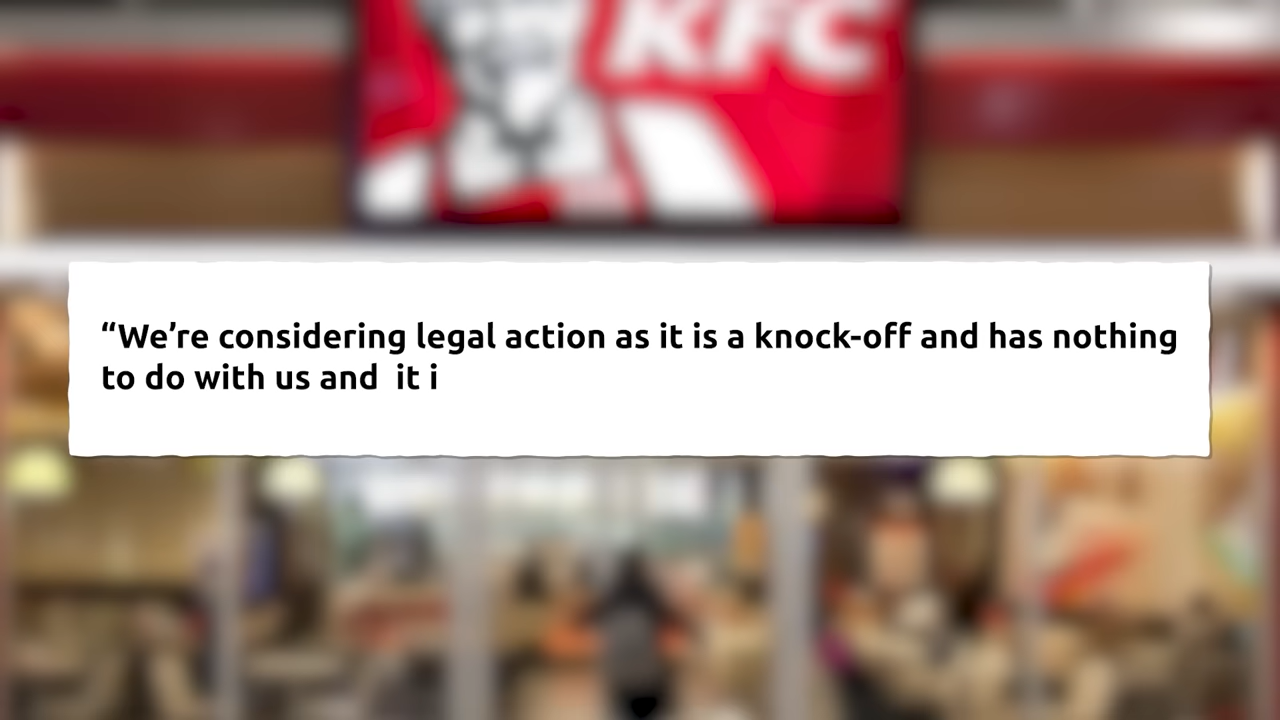 KFC
“We’re considering legal action as it is a knock-off and has nothing
to do with us and  it i